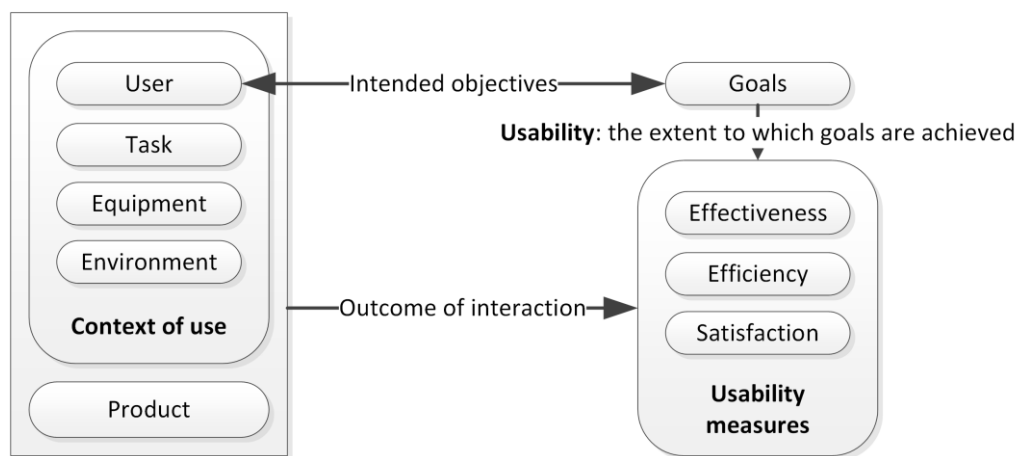 User
Intended objectives
Goals
Usability: the extent to which goals are achieved
Task
Equipment
Environment
Context of use
Product
Outcome of interaction
Effectiveness
Efficiency
Satisfaction
Usability
measures